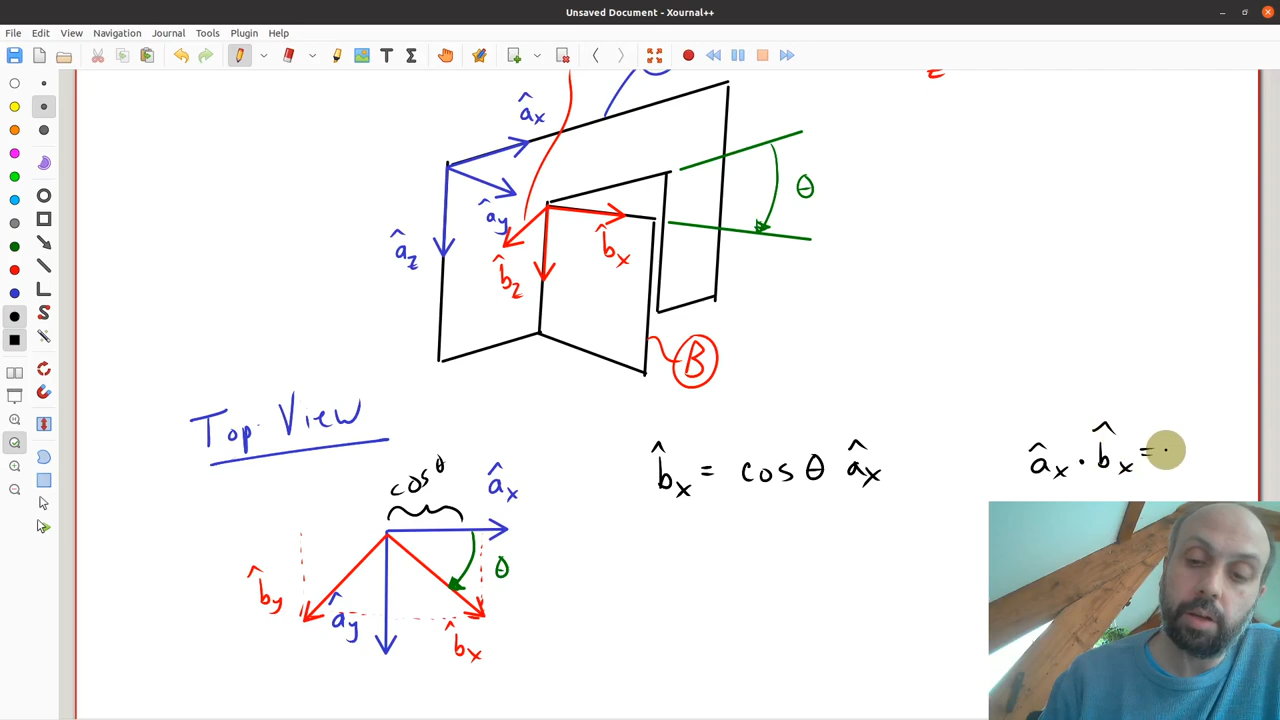 Unsaved Document - Xournal++
File Edit View Navigation Journal Tools Plugin Help
z
âx
θ
ây
âz
b̂x
b̂z
B
Top View
cos θ
âx
b̂x = cos θ âx
âx · b̂x =
θ
b̂y
ây
b̂x